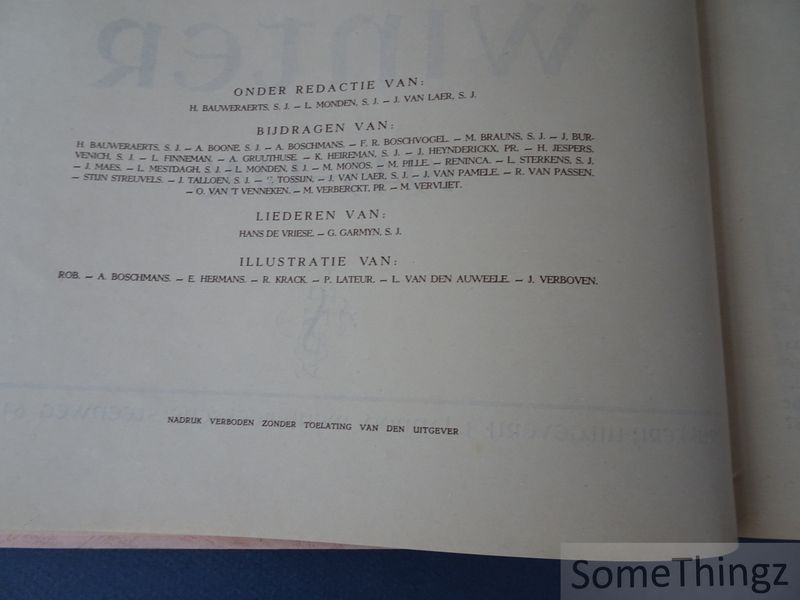 WINTER
ONDER REDACTIE VAN:
H. BAUWERAERTS, S. J. — L. MONDEN, S. J. — J. VAN LAER, S. J.
BIJDRAGEN VAN:
H. BAUWERAERTS, S. J. — A. BOONE, S. J. — A. BOSCHMANS. — F. R. BOSCHVOGEL. — M. BRAUNS, S. J. — J. BUR-
VENICH, S. J. — L. FINNEMAN. — A. GRUUTHUSE. — K. HEIREMAN, S. J. — J. HEYNDERICKX, PR. — H. JESPERS.
— J. MAES. — L. MESTDAGH, S. J. — L. MONDEN, S. J. — M. MONOS. — M. PILLE. — RENINCA. — L. STERKENS, S. J.
— STIJN STREUVELS. — J. TALLOEN, S. J. — TOSSIJN. — J. VAN LAER, S. J. — J. VAN PAMELE. — R. VAN PASSEN.
— O. VAN 'T VENNEKEN. — M. VERBERCKT, PR. — M. VERVLIET.
LIEDEREN VAN:
HANS DE VRIESE. — G. GARMYN, S. J.
ILLUSTRATIE VAN:
ROB. — A. BOSCHMANS. — E. HERMANS. — R. KRACK. — P. LATEUR. — L. VAN DEN AUWEELE. — J. VERBOVEN.
NADRUK VERBODEN ZONDER TOELATING VAN DEN UITGEVER
SomeThingz